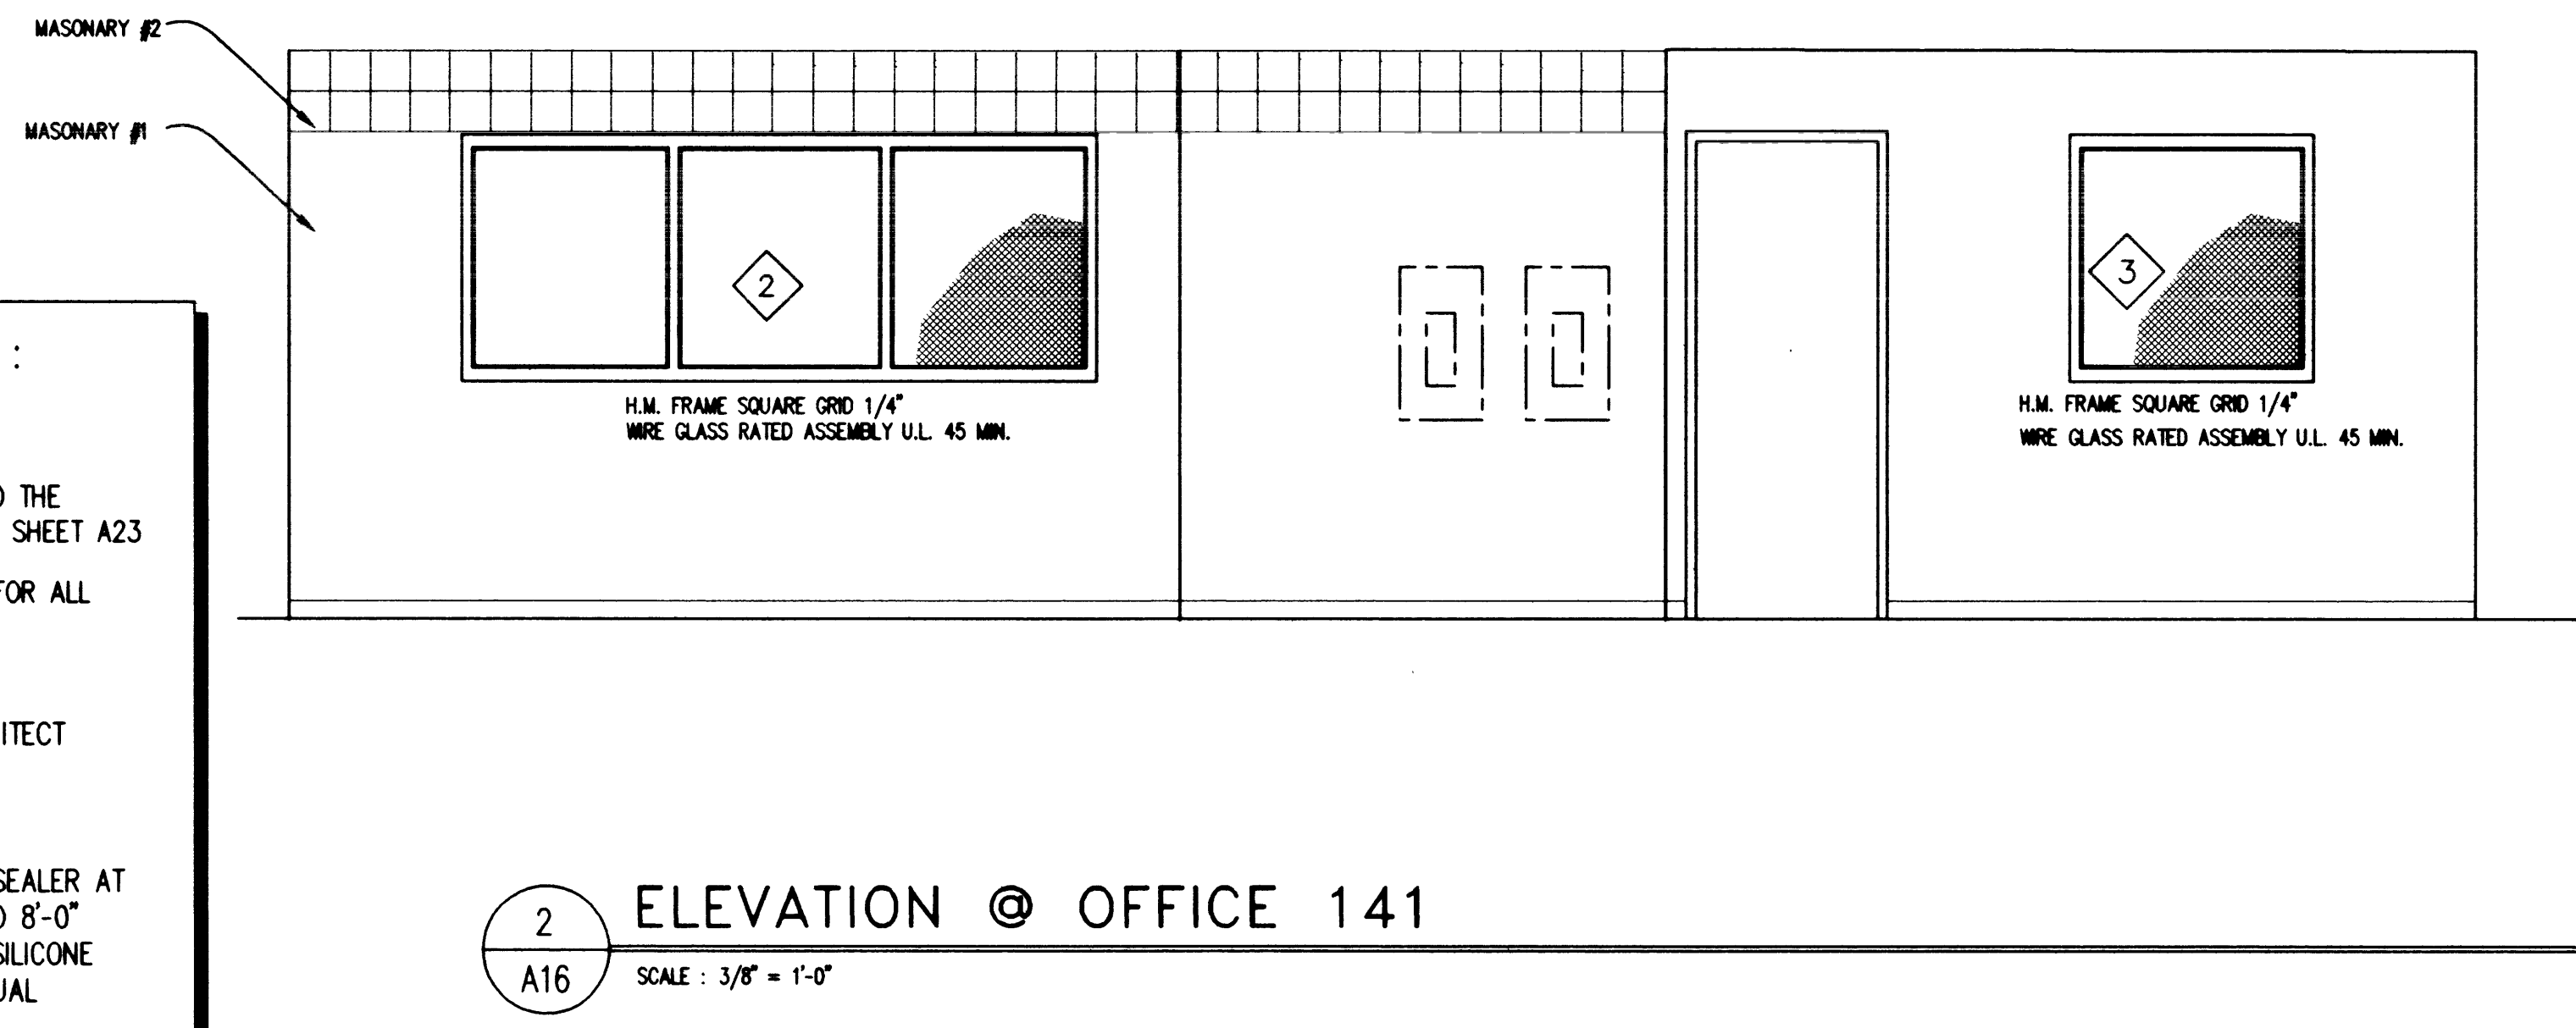 MASONARY #2
MASONARY #1
2
3
H.M. FRAME SQUARE GRID 1/4"
WIRE GLASS RATED ASSEMBLY U.L. 45 MIN.
H.M. FRAME SQUARE GRID 1/4"
WIRE GLASS RATED ASSEMBLY U.L. 45 MIN.
:
THE
SHEET A23
FOR ALL
SEALER AT
8'-0"
SILICONE
2
A16
ELEVATION @ OFFICE 141
SCALE : 3/8" = 1'-0"